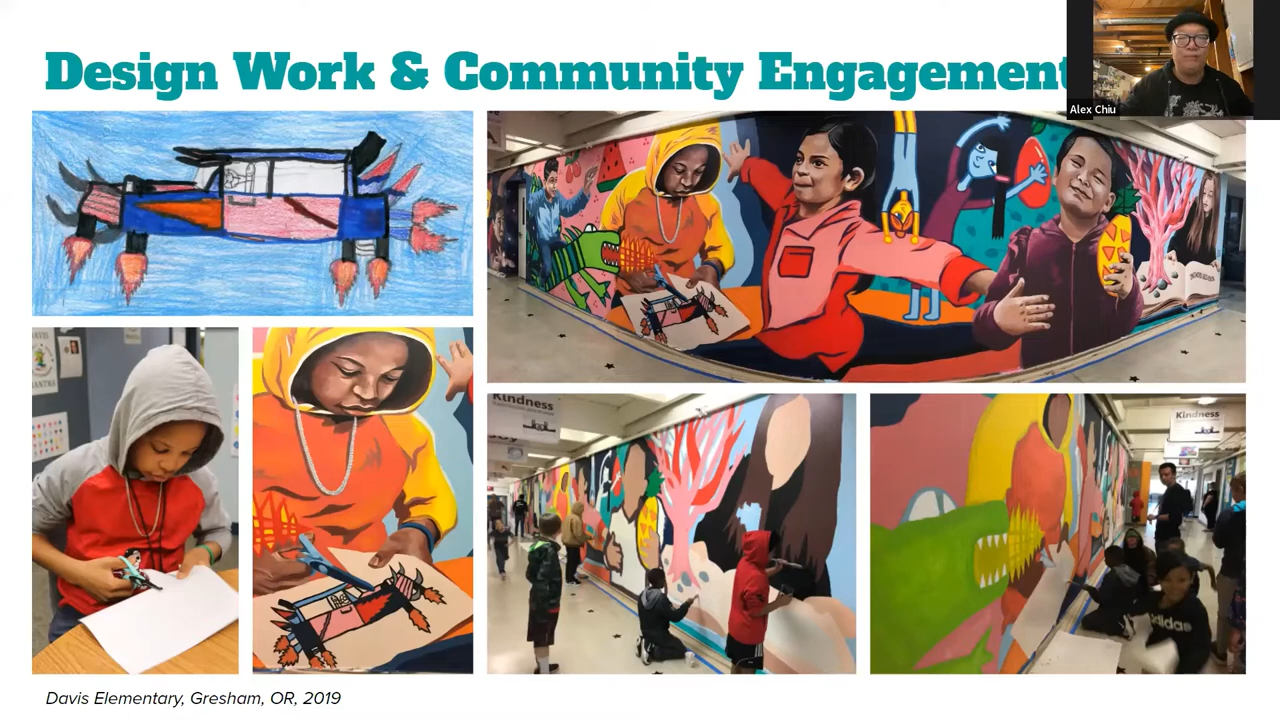 Design Work & Community Engagement
Alex Chiu
Kindness
Kindness
adidas
Davis Elementary, Gresham, OR, 2019